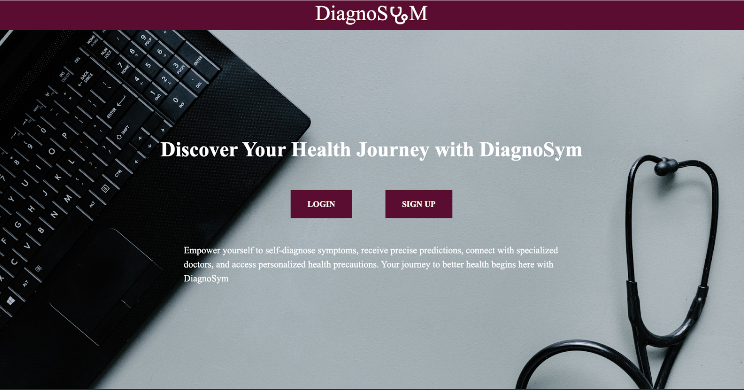 DiagnoSYM
Discover Your Health Journey with DiagnoSym
LOGIN
SIGN UP
Empower yourself to self-diagnose symptoms, receive precise predictions, connect with specialized
doctors, and access personalized health precautions. Your journey to better health begins here with
DiagnoSym